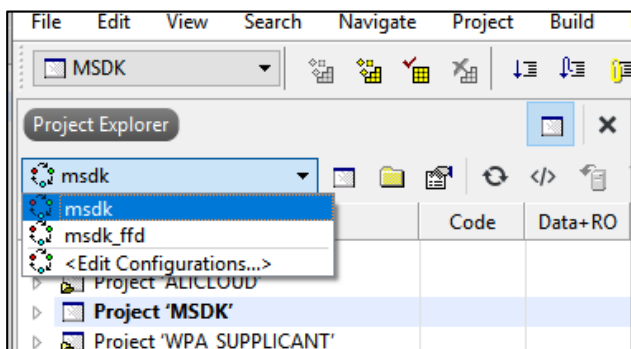 File Edit View Search Navigate Project Build
MSDK
Project Explorer
msdk
msdk
Code Data+RO
msdk_ffd
<Edit Configurations...>
Project 'ALICLOUD'
Project 'MSDK'
Project 'WPA_SUPPLICANT'